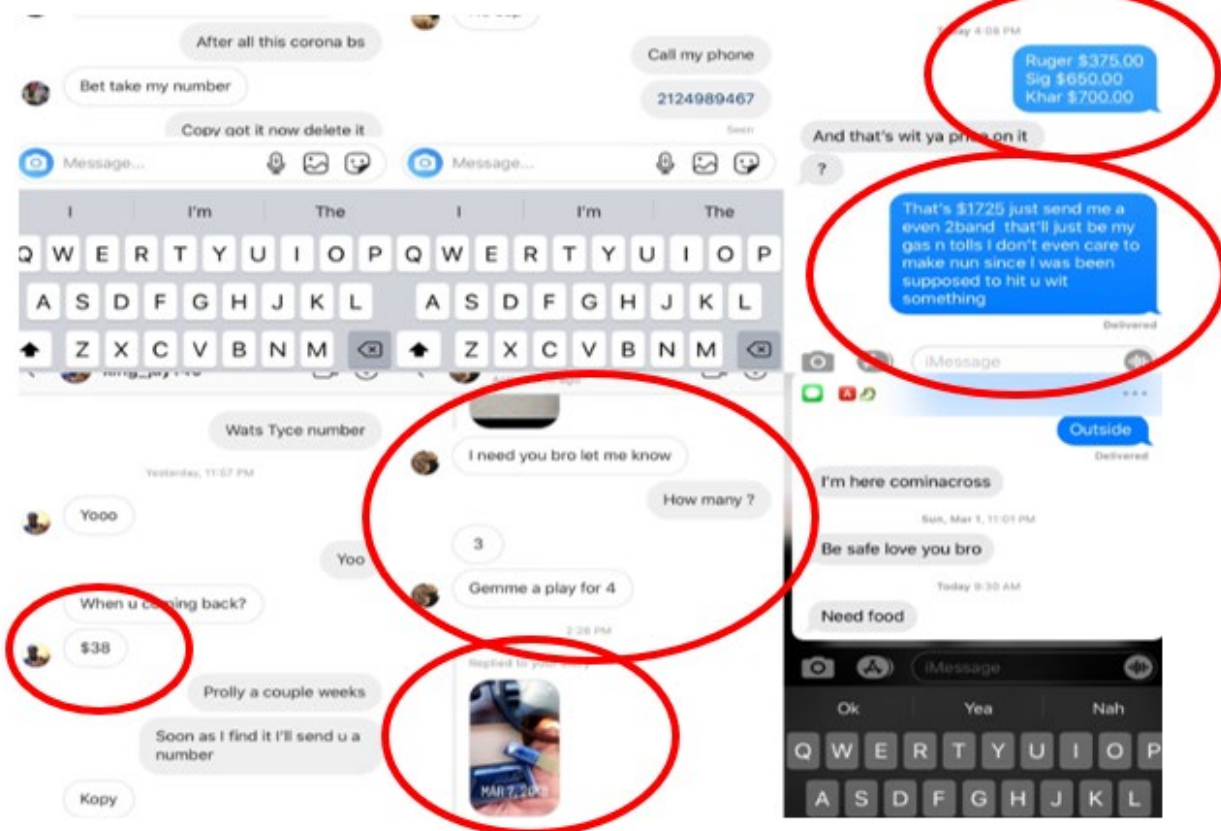 After all this corona bs
Bet take my number
Copy got it now delete it
Message...
I I'm The
Q W E R T Y U I O P
A S D F G H J K L
Z X C V B N M
Wats Tyce number
Yesterday, 11:57 PM
Yooo
Yoo
When u coming back?
$38
Prolly a couple weeks
Soon as I find it I'll send u a
number
Kopy
Call my phone
2124989467
Seen
Message...
I I'm The
Q W E R T Y U I O P
A S D F G H J K L
Z X C V B N M
I need you bro let me know
How many ?
3
Gemme a play for 4
2:26 PM
Replied to your story
Today 4:08 PM
Ruger $375.00
Sig $650.00
Khar $700.00
And that's wit ya price on it
?
That's $1725 just send me a
even 2band that'll just be my
gas n tolls I don't even care to
make nun since I was been
supposed to hit u wit
something
Delivered
iMessage
Outside
Delivered
I'm here cominacross
Sun, Mar 1, 11:01 PM
Be safe love you bro
Today 9:30 AM
Need food
iMessage
Ok Yea Nah
Q W E R T Y U I O P
A S D F G H J K L